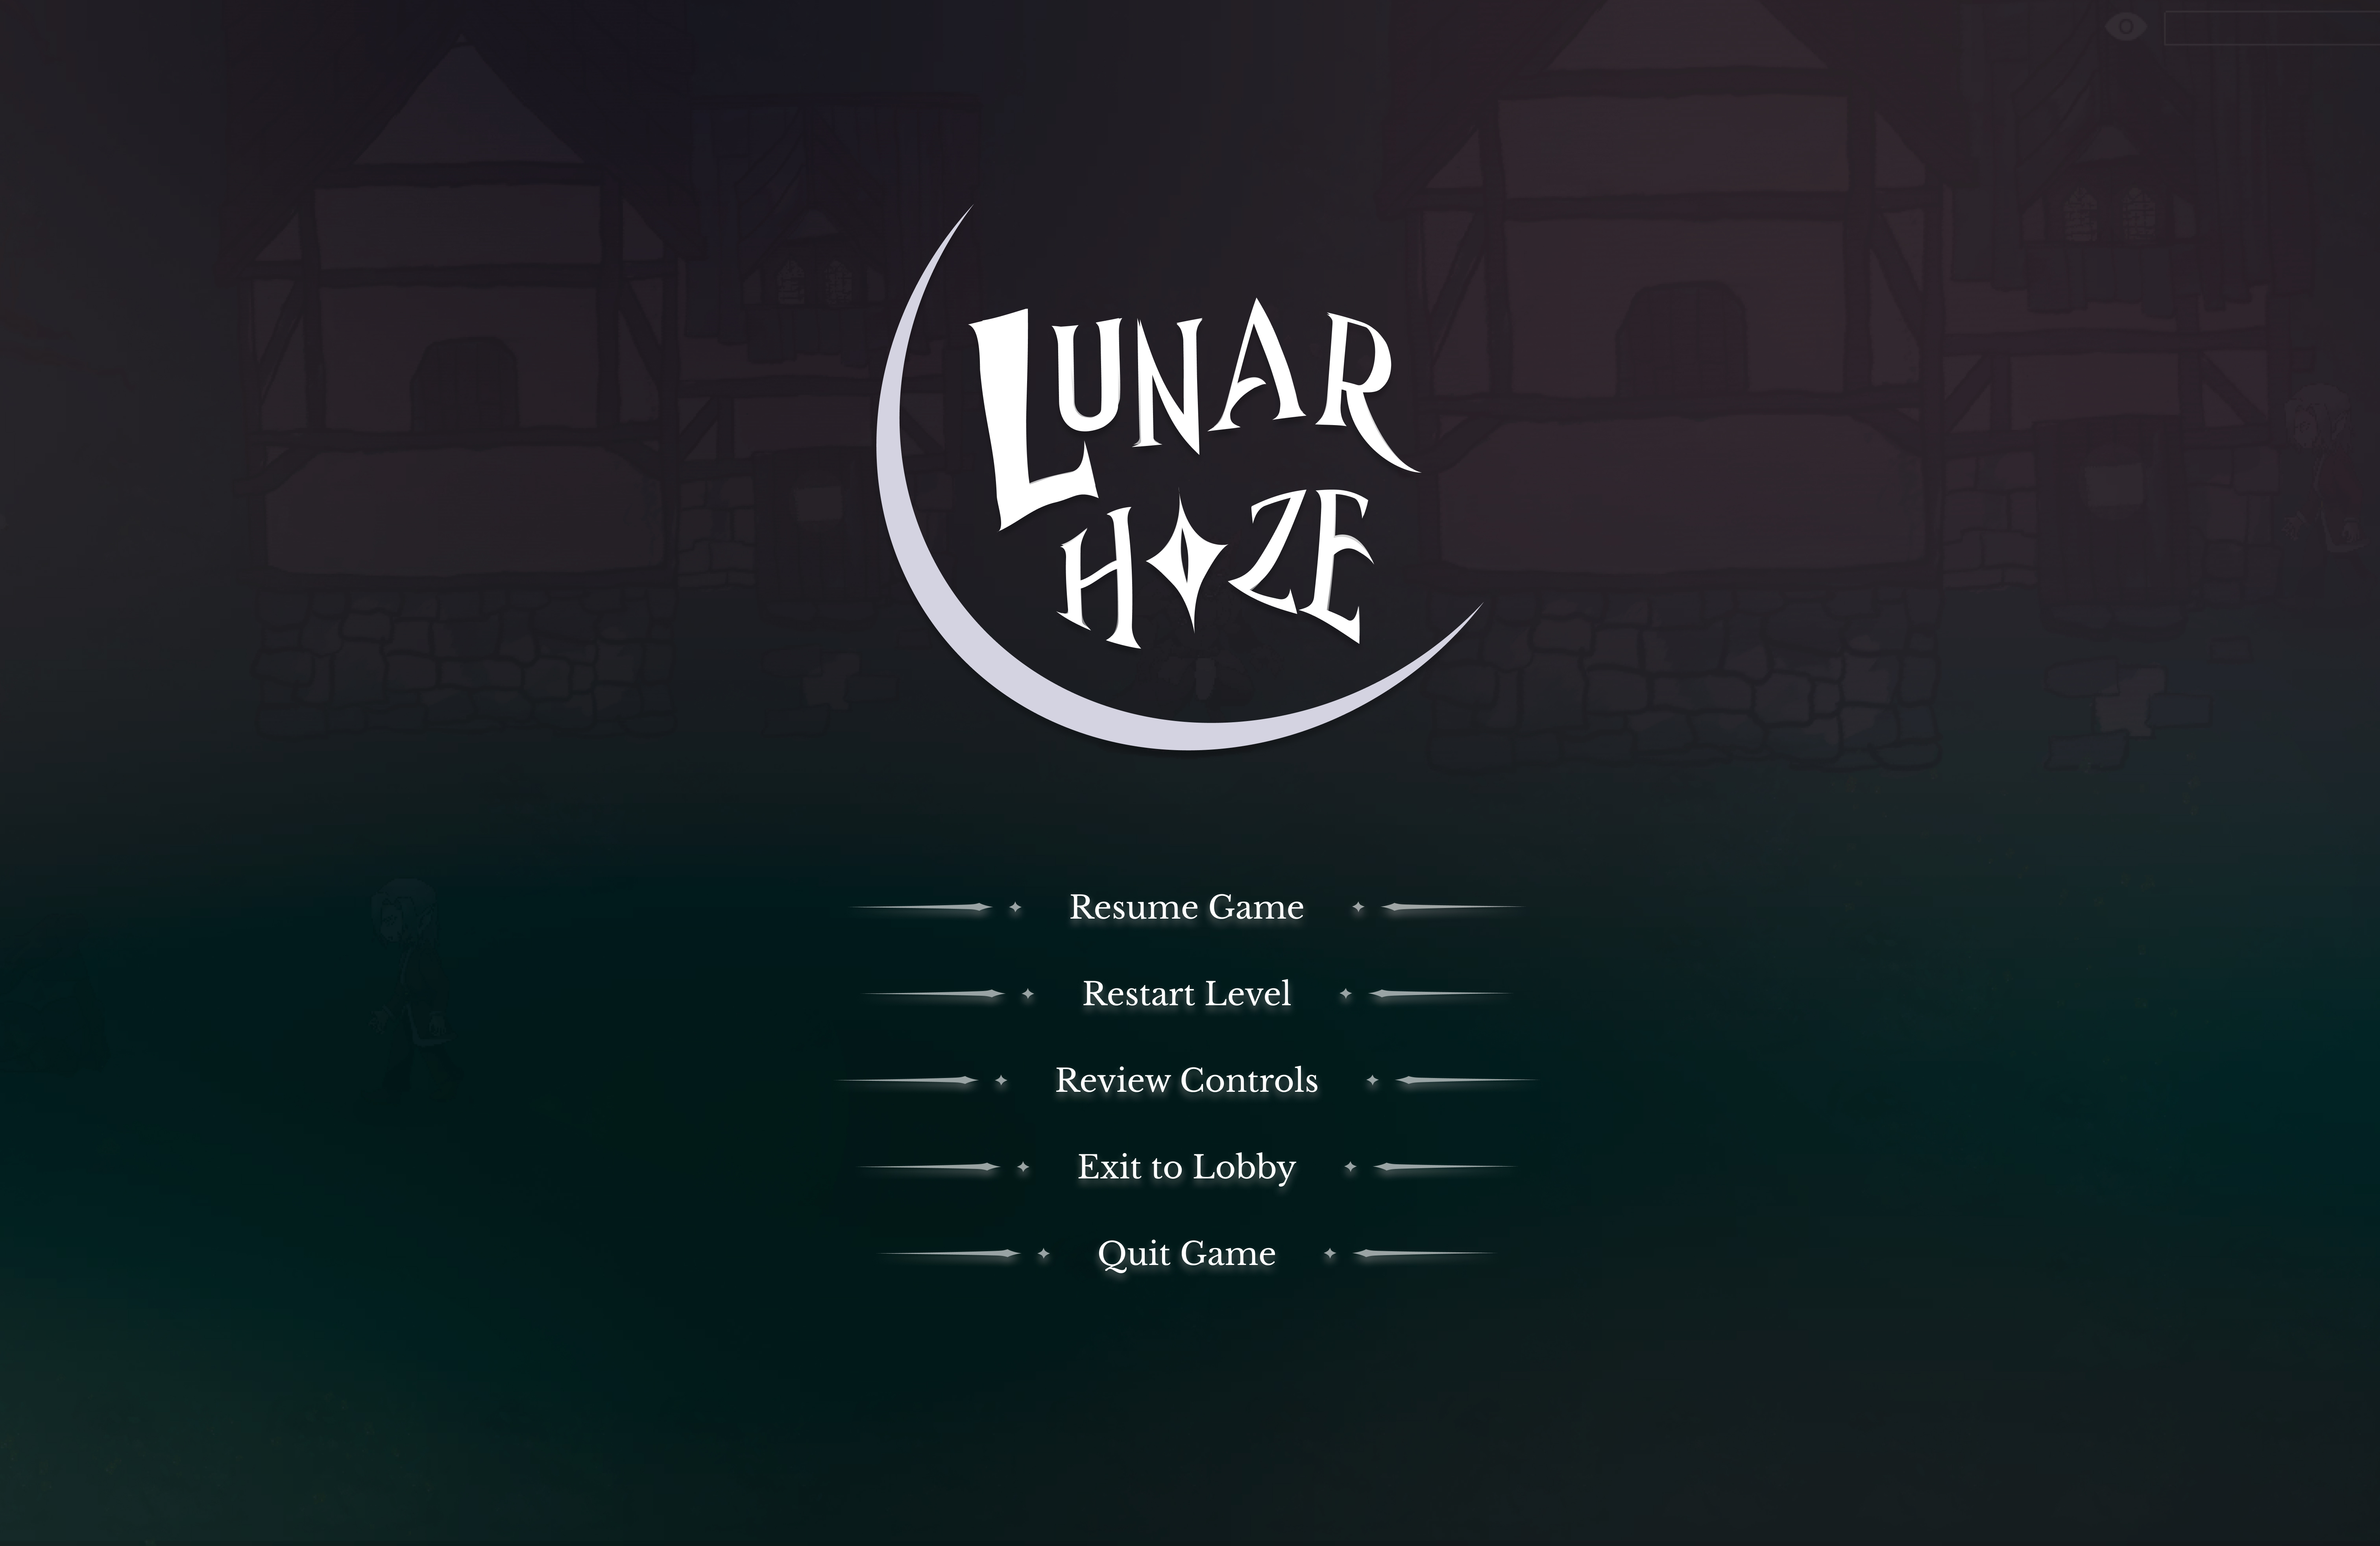 LUNAR
HAZE
Resume Game
Restart Level
Review Controls
Exit to Lobby
Quit Game